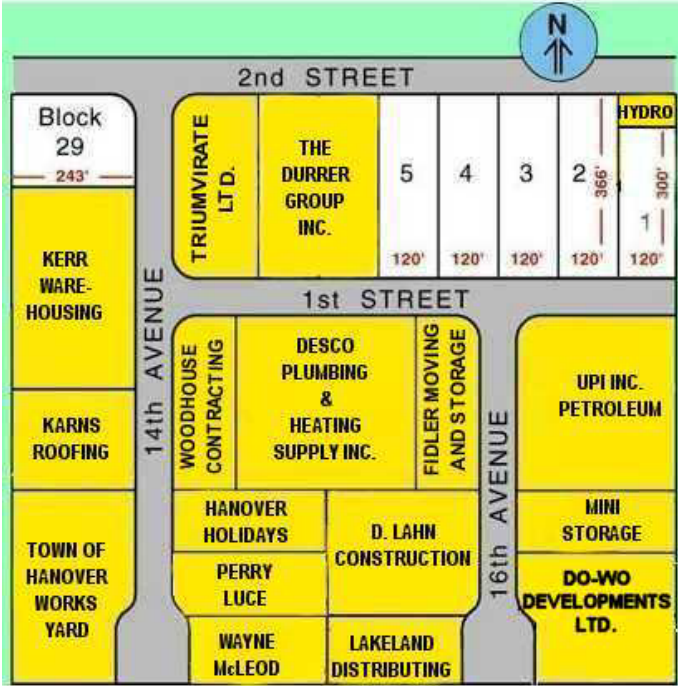 N
2nd STREET
Block
29
243'
TRIUMVIRATE
LTD.
THE
DURRER
GROUP
INC.
5
120'
4
120'
3
120'
2
366'
120'
HYDRO
300'
1
120'
KERR
WARE-
HOUSING
14th AVENUE
1st STREET
WOODHOUSE
CONTRACTING
DESCO
PLUMBING
&
HEATING
SUPPLY INC.
FIDLER MOVING
AND STORAGE
UPI INC.
PETROLEUM
KARNS
ROOFING
16th AVENUE
HANOVER
HOLIDAYS
D. LAHN
CONSTRUCTION
MINI
STORAGE
TOWN OF
HANOVER
WORKS
YARD
PERRY
LUCE
DO-WO
DEVELOPMENTS
LTD.
WAYNE
McLEOD
LAKELAND
DISTRIBUTING